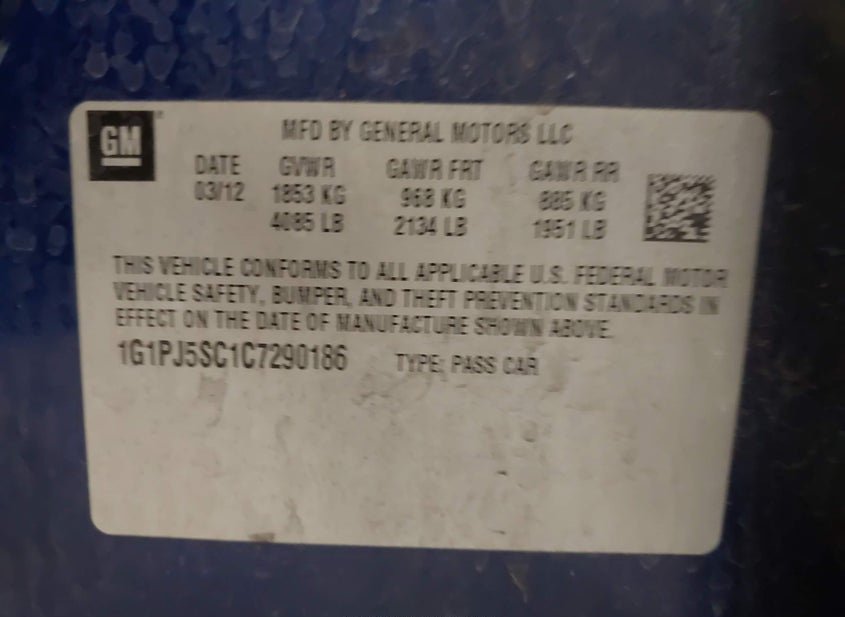 GM
MFD BY GENERAL MOTORS LLC
DATE GVWR GAWR FRT GAWR RR
03/12 1853 KG 968 KG 885 KG
4085 LB 2134 LB 1951 LB
THIS VEHICLE CONFORMS TO ALL APPLICABLE U.S. FEDERAL MOTOR
VEHICLE SAFETY, BUMPER, AND THEFT PREVENTION STANDARDS IN
EFFECT ON THE DATE OF MANUFACTURE SHOWN ABOVE.
1G1PJ5SC1C7290186 TYPE: PASS CAR